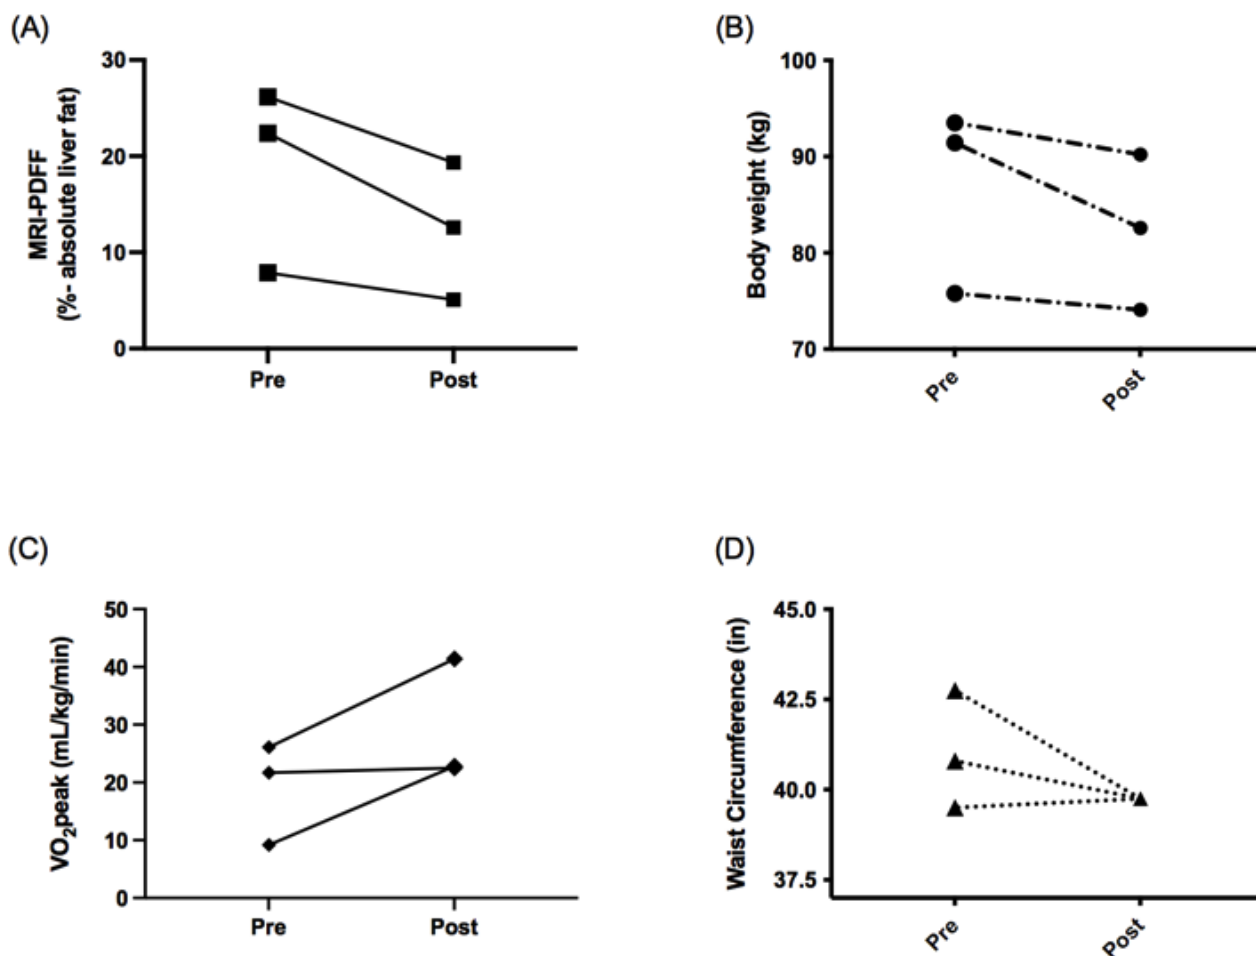 (A)
MRI-PDFF
(%- absolute liver fat)
30
20
10
0
Pre
Post
(B)
Body weight (kg)
100
90
80
70
Pre
Post
(C)
VO₂peak (mL/kg/min)
50
40
30
20
10
0
Pre
Post
(D)
Waist Circumference (in)
45.0
42.5
40.0
37.5
Pre
Post